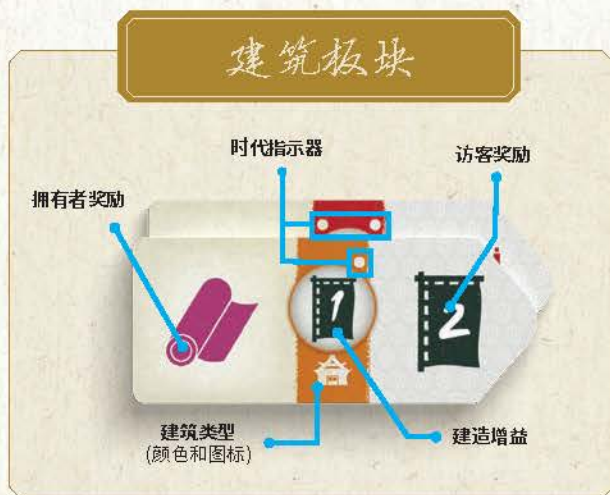 建筑板块
时代指示器
访客奖励
拥有者奖励
1
2
建筑类型
(颜色和图标)
建造增益